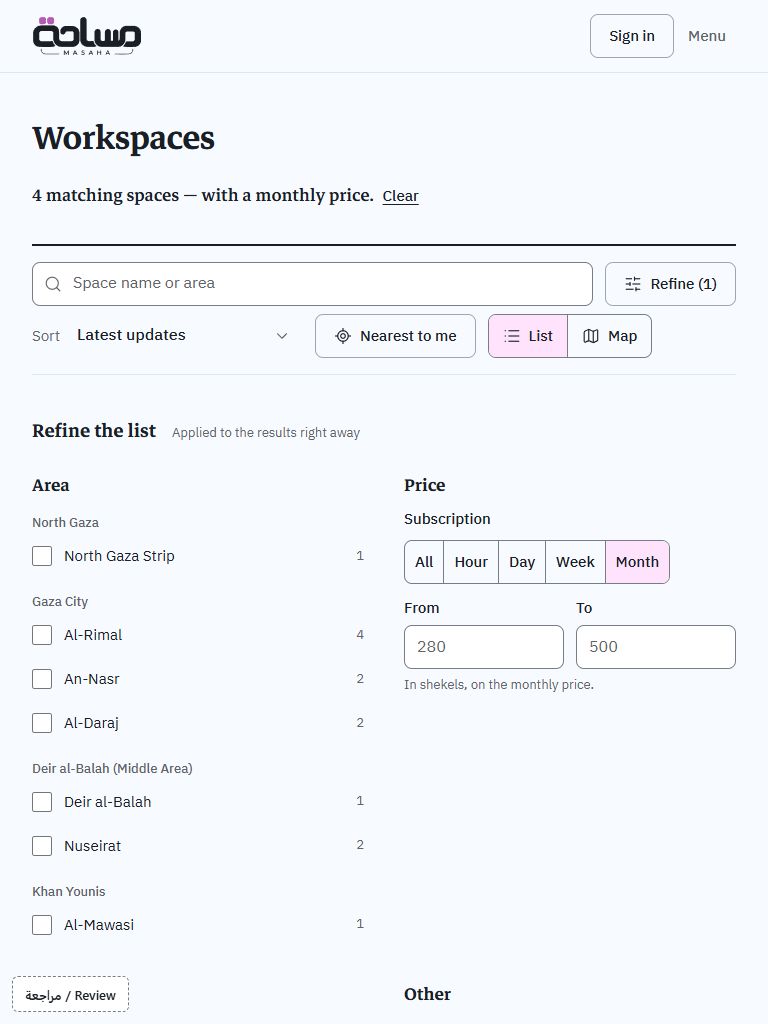 مساحة
MASAHA
Sign in
Menu
Workspaces
4 matching spaces — with a monthly price. Clear
Space name or area
Refine (1)
Sort Latest updates
Nearest to me
List
Map
Refine the list Applied to the results right away
Area
North Gaza
North Gaza Strip 1
Gaza City
Al-Rimal 4
An-Nasr 2
Al-Daraj 2
Deir al-Balah (Middle Area)
Deir al-Balah 1
Nuseirat 2
Khan Younis
Al-Mawasi 1
Price
Subscription
All Hour Day Week Month
From To
280 500
In shekels, on the monthly price.
Other
مراجعة / Review